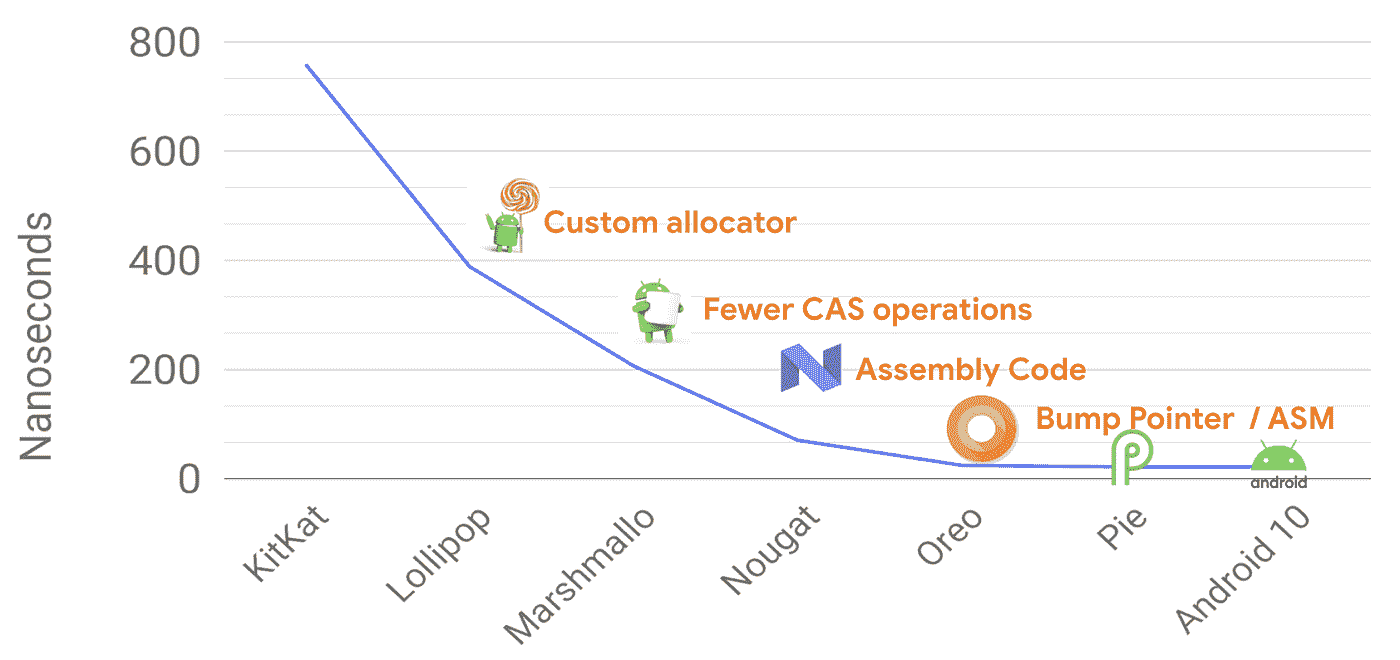 800
600
400
200
0
Nanoseconds
Custom allocator
Fewer CAS operations
Assembly Code
Bump Pointer / ASM
android
KitKat
Lollipop
Marshmallo
Nougat
Oreo
Pie
Android 10